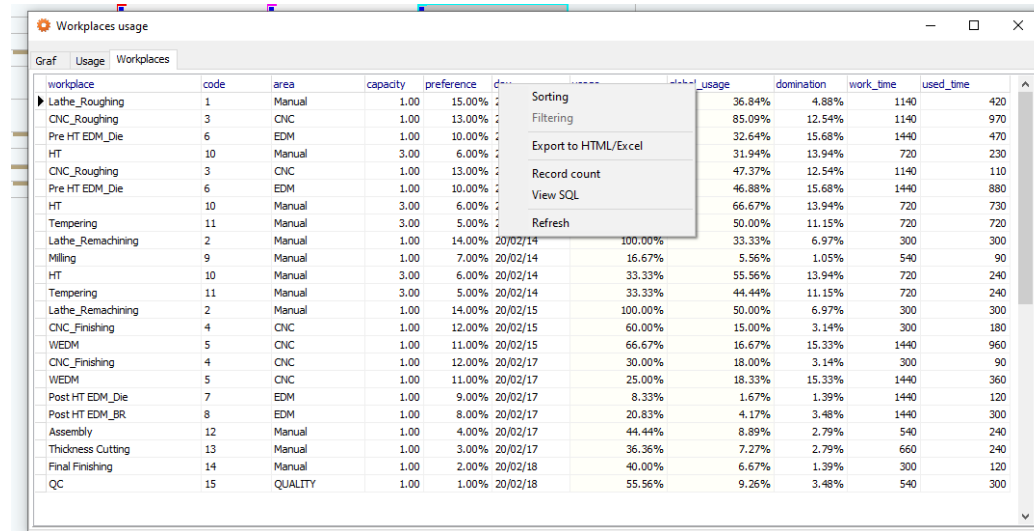 Workplaces usage
Graf Usage Workplaces
workplace code area capacity preference global_usage domination work_time used_time
Lathe_Roughing 1 Manual 1.00 15.00% 36.84% 4.88% 1140 420
CNC_Roughing 3 CNC 1.00 13.00% 85.09% 12.54% 1140 970
Pre HT EDM_Die 6 EDM 1.00 10.00% 32.64% 15.68% 1440 470
HT 10 Manual 3.00 6.00% 31.94% 13.94% 720 230
CNC_Roughing 3 CNC 1.00 13.00% 47.37% 12.54% 1140 110
Pre HT EDM_Die 6 EDM 1.00 10.00% 46.88% 15.68% 1440 880
HT 10 Manual 3.00 6.00% 66.67% 13.94% 720 730
Tempering 11 Manual 3.00 5.00% 50.00% 11.15% 720 720
Lathe_Remachining 2 Manual 1.00 14.00% 20/02/14 100.00% 33.33% 6.97% 300 300
Milling 9 Manual 1.00 7.00% 20/02/14 16.67% 5.56% 1.05% 540 90
HT 10 Manual 3.00 6.00% 20/02/14 33.33% 55.56% 13.94% 720 240
Tempering 11 Manual 3.00 5.00% 20/02/14 33.33% 44.44% 11.15% 720 240
Lathe_Remachining 2 Manual 1.00 14.00% 20/02/15 100.00% 50.00% 6.97% 300 300
CNC_Finishing 4 CNC 1.00 12.00% 20/02/15 60.00% 15.00% 3.14% 300 180
WEDM 5 CNC 1.00 11.00% 20/02/15 66.67% 16.67% 15.33% 1440 960
CNC_Finishing 4 CNC 1.00 12.00% 20/02/17 30.00% 18.00% 3.14% 300 90
WEDM 5 CNC 1.00 11.00% 20/02/17 25.00% 18.33% 15.33% 1440 360
Post HT EDM_Die 7 EDM 1.00 9.00% 20/02/17 8.33% 1.67% 1.39% 1440 120
Post HT EDM_BR 8 EDM 1.00 8.00% 20/02/17 20.83% 4.17% 3.48% 1440 300
Assembly 12 Manual 1.00 4.00% 20/02/17 44.44% 8.89% 2.79% 540 240
Thickness Cutting 13 Manual 1.00 3.00% 20/02/17 36.36% 7.27% 2.79% 660 240
Final Finishing 14 Manual 1.00 2.00% 20/02/18 40.00% 6.67% 1.39% 300 120
QC 15 QUALITY 1.00 1.00% 20/02/18 55.56% 9.26% 3.48% 540 300
Sorting
Filtering
Export to HTML/Excel
Record count
View SQL
Refresh